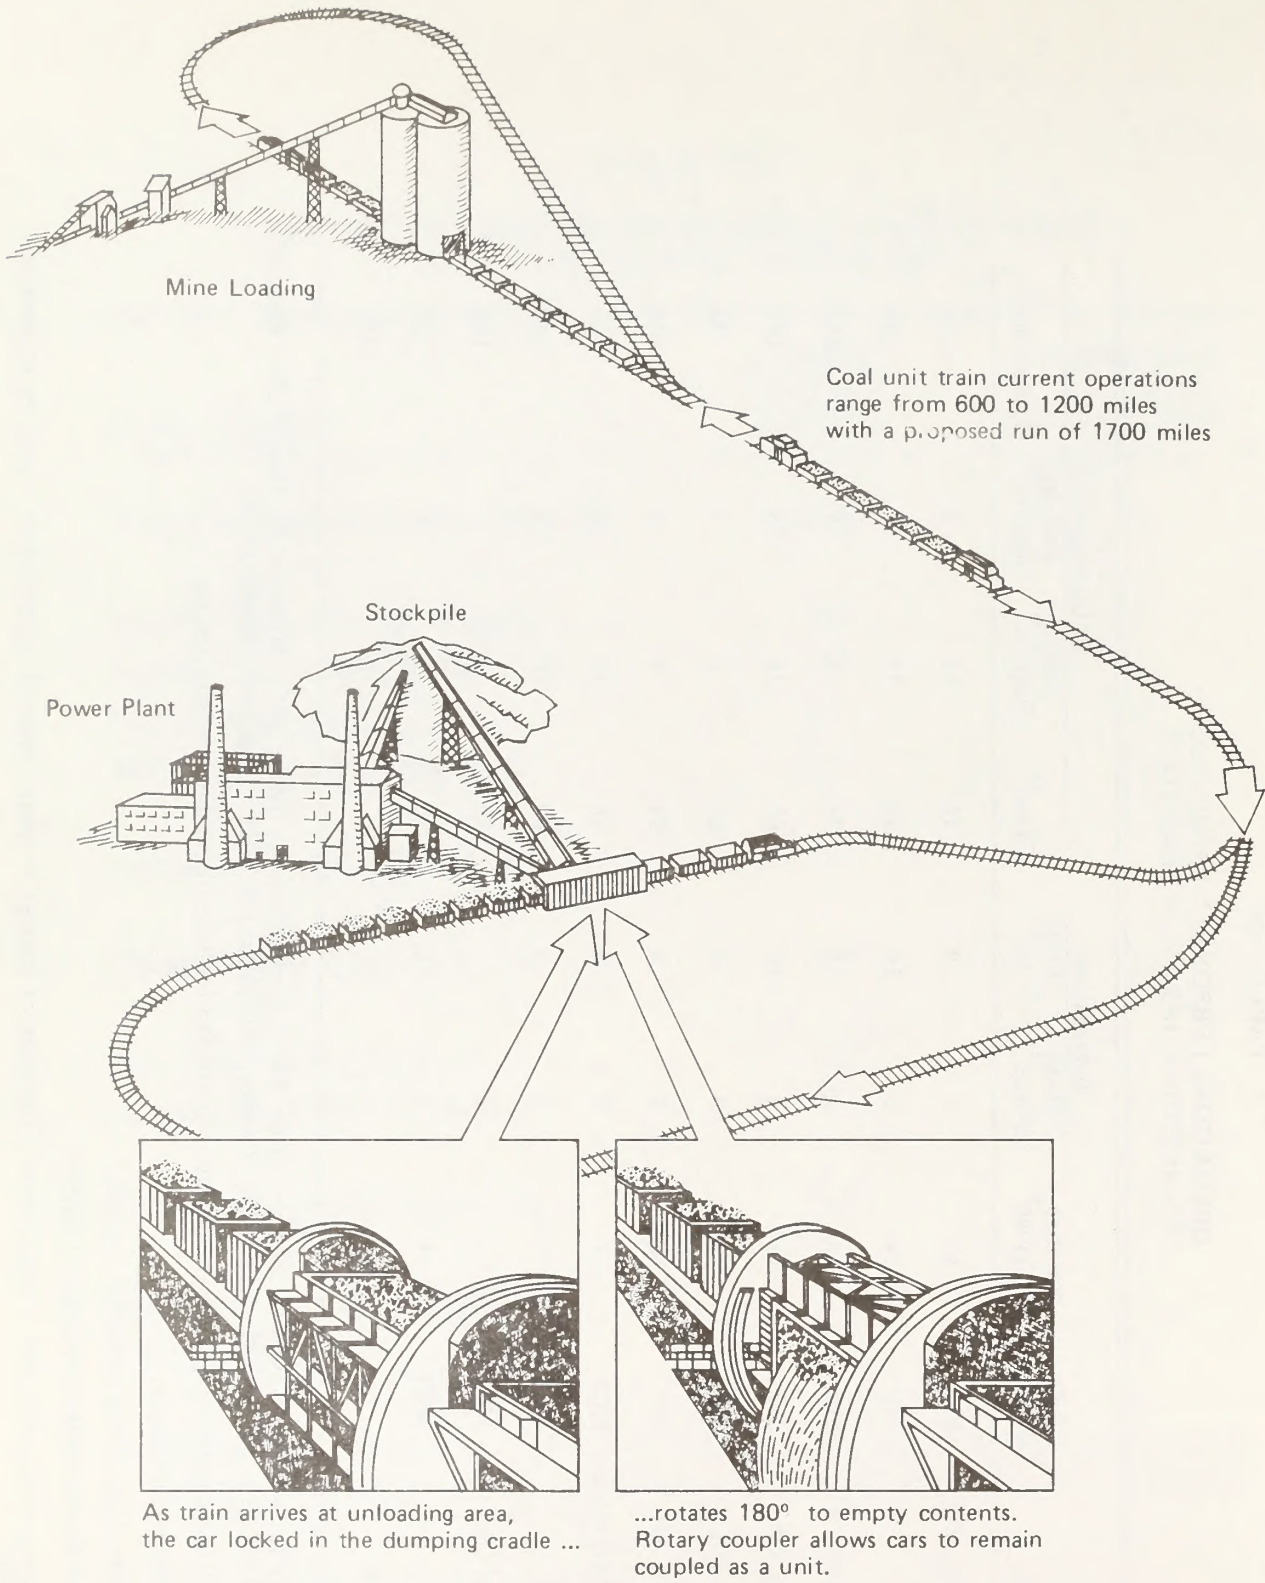 Mine Loading
Coal unit train current operations
range from 600 to 1200 miles
with a proposed run of 1700 miles
Stockpile
Power Plant
As train arrives at unloading area,
the car locked in the dumping cradle ...
...rotates 180° to empty contents.
Rotary coupler allows cars to remain
coupled as a unit.